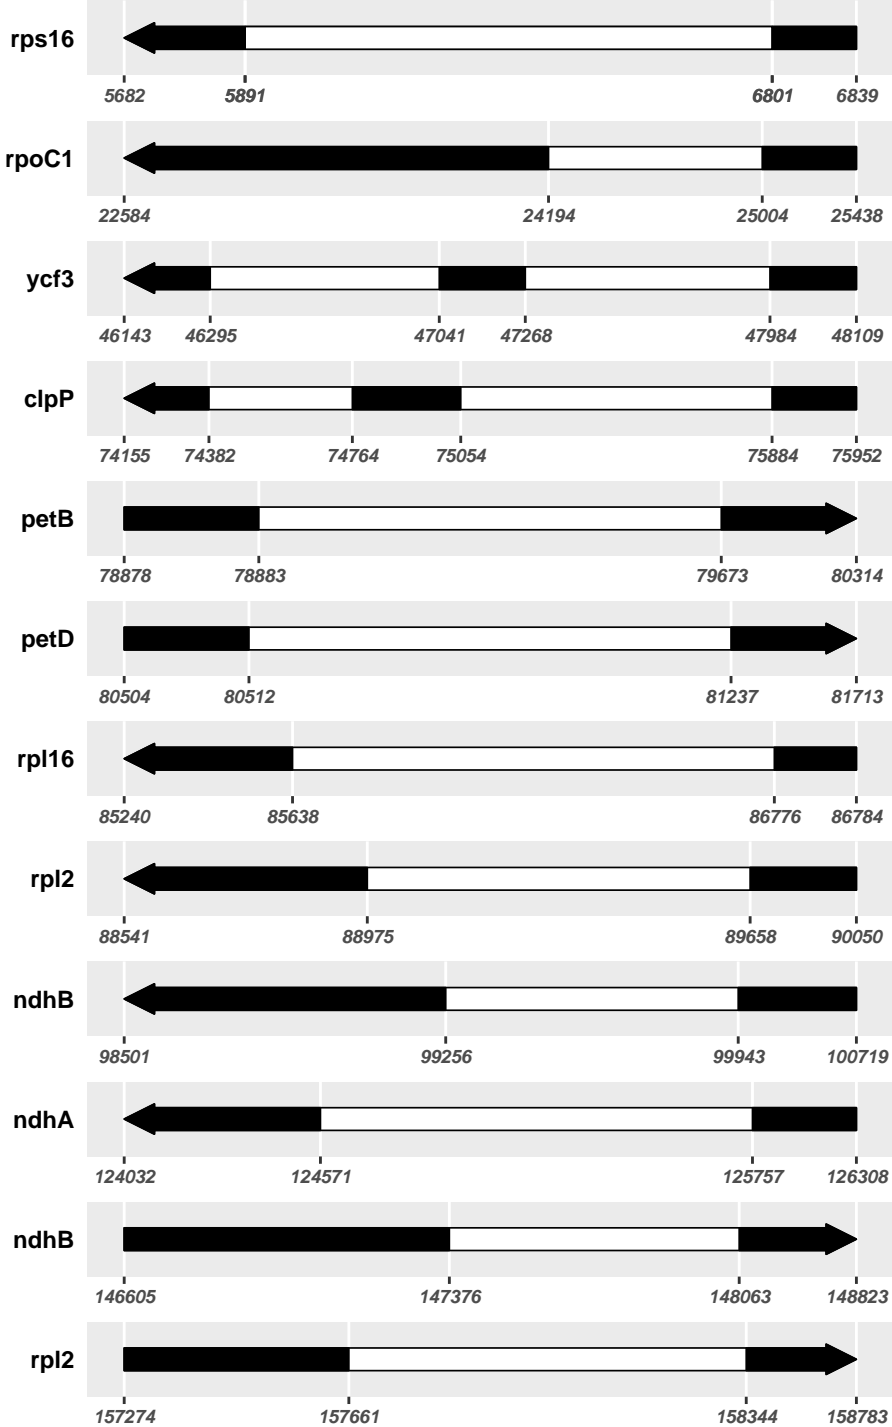 rps16
5682 5891 6801 6839
rpoC1
22584 24194 25004 25438
ycf3
46143 46295 47041 47268 47984 48109
clpP
74155 74382 74764 75054 75884 75952
petB
78878 78883 79673 80314
petD
80504 80512 81237 81713
rpl16
85240 85638 86776 86784
rpl2
88541 88975 89658 90050
ndhB
98501 99256 99943 100719
ndhA
124032 124571 125757 126308
ndhB
146605 147376 148063 148823
rpl2
157274 157661 158344 158783